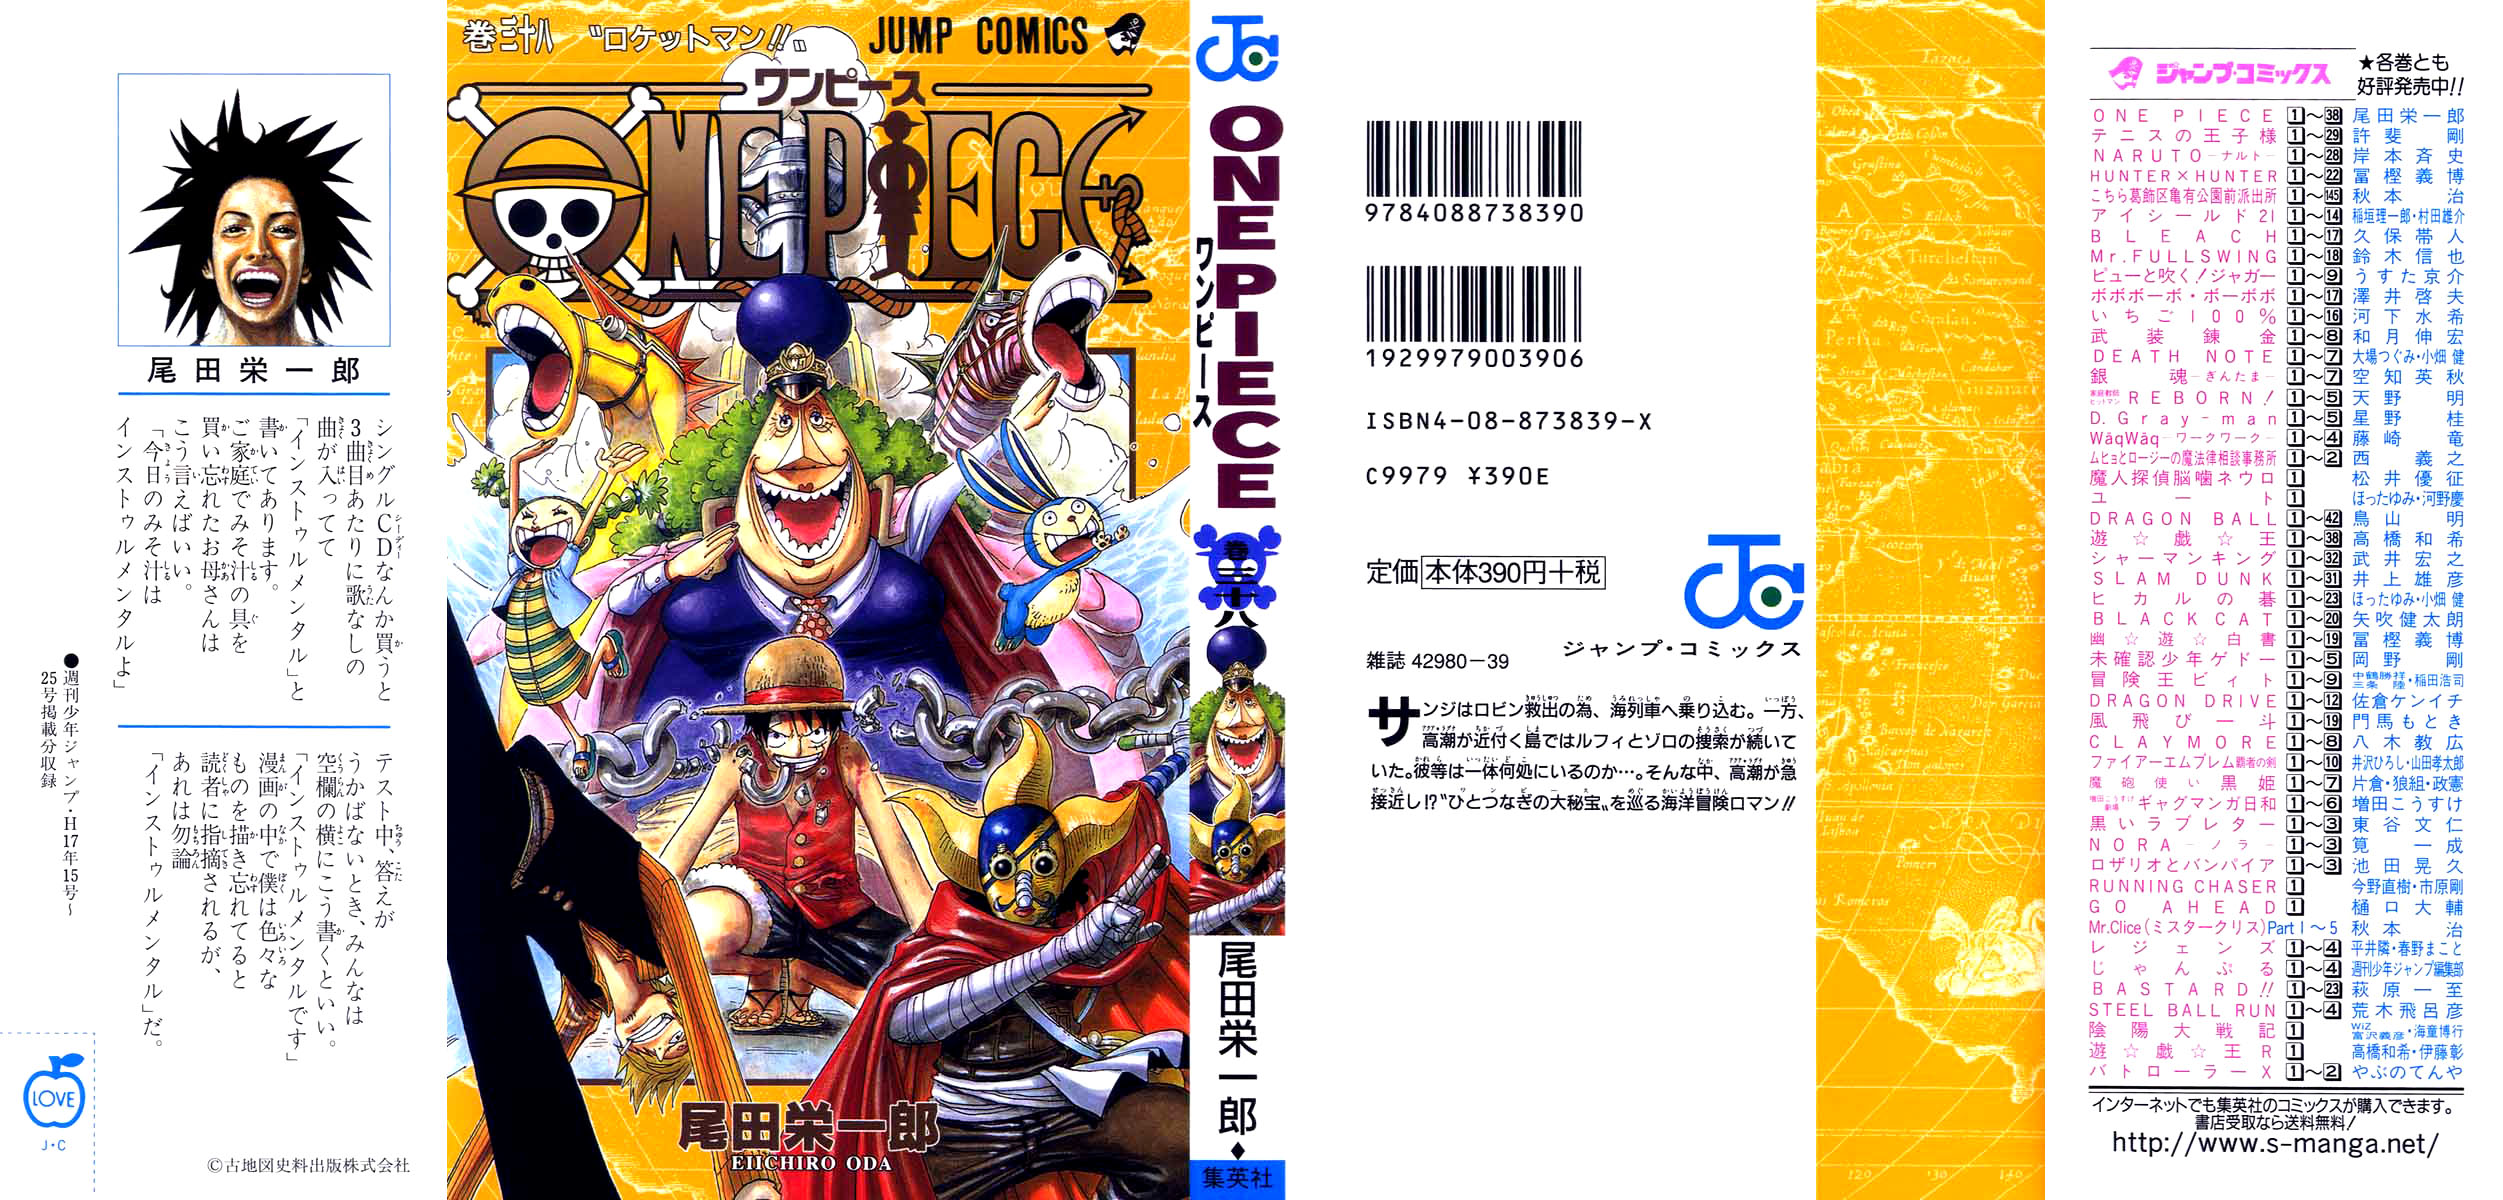 尾田栄一郎
シングルCDなんか買うと
3曲目あたりに歌なしの
曲が入ってて
「インストゥルメンタル」と
書いてあります。
ご家庭でみそ汁の具を
買い忘れたお母さんは
こう言えばいい。
「今日のみそ汁は
インストゥルメンタルよ」
テスト中、答えが
うかばないとき、みんなは
空欄の横にこう書くといい。
「インストゥルメンタルです」
漫画の中で僕は色々な
ものを描き忘れてると
読者に指摘されるが、
あれは勿論
「インストゥルメンタル」だ。
●週刊少年ジャンプ・H17年15号〜
25号掲載分収録
LOVE
J・C
©古地図史料出版株式会社
巻三十八 〝ロケットマン!!〟
JUMP COMICS
ワンピース
ONE PIECE
尾田栄一郎
EIICHIRO ODA
JC
ONE PIECE
ワンピース
巻三十八
尾田栄一郎
集英社
9784088738390
1929979003906
ISBN4-08-873839-X
C9979 ¥390E
定価 本体390円+税
JC
ジャンプ・コミックス
雑誌 42980-39
サンジはロビン救出の為、海列車へ乗り込む。一方、
高潮が近付く島ではルフィとゾロの捜索が続いて
いた。彼等は一体何処にいるのか…。そんな中、高潮が急
接近し!?〝ひとつなぎの大秘宝〟を巡る海洋冒険ロマン!!
ジャンプ・コミックス
★各巻とも
好評発売中!!
ONE PIECE 1〜38 尾田栄一郎
テニスの王子様 1〜29 許斐 剛
NARUTO―ナルト― 1〜28 岸本斉史
HUNTER×HUNTER 1〜22 冨樫義博
こちら葛飾区亀有公園前派出所 1〜145 秋本 治
アイシールド21 1〜14 稲垣理一郎・村田雄介
BLEACH 1〜17 久保帯人
Mr.FULLSWING 1〜18 鈴木信也
ピューと吹く!ジャガー 1〜9 うすた京介
ボボボーボ・ボーボボ 1〜17 澤井啓夫
いちご100% 1〜16 河下水希
武装錬金 1〜8 和月伸宏
DEATH NOTE 1〜7 大場つぐみ・小畑 健
銀魂―ぎんたま― 1〜7 空知英秋
家庭教師ヒットマンREBORN! 1〜5 天野 明
D.Gray-man 1〜5 星野 桂
WāqWāq―ワークワーク― 1〜4 藤崎 竜
ムヒョとロージーの魔法律相談事務所 1〜2 西 義之
魔人探偵脳噛ネウロ 1 松井優征
ユート 1 ほったゆみ・河野慶
DRAGON BALL 1〜42 鳥山 明
遊☆戯☆王 1〜38 高橋和希
シャーマンキング 1〜32 武井宏之
SLAM DUNK 1〜31 井上雄彦
ヒカルの碁 1〜23 ほったゆみ・小畑 健
BLACK CAT 1〜20 矢吹健太朗
幽☆遊☆白書 1〜19 冨樫義博
未確認少年ゲドー 1〜5 岡野 剛
冒険王ビィト 1〜9 三条 陸・稲田浩司
DRAGON DRIVE 1〜12 佐倉ケンイチ
風飛び一斗 1〜19 門馬もとき
CLAYMORE 1〜8 八木教広
ファイアーエムブレム覇者の剣 1〜10 井沢ひろし・山田孝太郎
魔砲使い黒姫 1〜7 片倉・狼組・政憲
増田こうすけ劇場 ギャグマンガ日和 1〜6 増田こうすけ
黒いラブレター 1〜3 東谷文仁
NORA―ノラ― 1〜3 筧 一成
ロザリオとバンパイア 1〜3 池田晃久
RUNNING CHASER 1 今野直樹・市原剛
GO AHEAD 1 樋口大輔
Mr.Clice(ミスタークリス)Part1〜5 秋本 治
レジェンズ 1〜4 平井隣・春野まこと
じゃんぷる 1〜4 週刊少年ジャンプ編集部
BASTARD!! 1〜23 萩原一至
STEEL BALL RUN 1〜4 荒木飛呂彦
陰陽大戦記 1 WiZ 富沢義彦・海童博行
遊☆戯☆王R 1 高橋和希・伊藤彰
バトローラーX 1〜2 やぶのてんや
インターネットでも集英社のコミックスが購入できます。
書店受取なら送料無料!
http://www.s-manga.net/